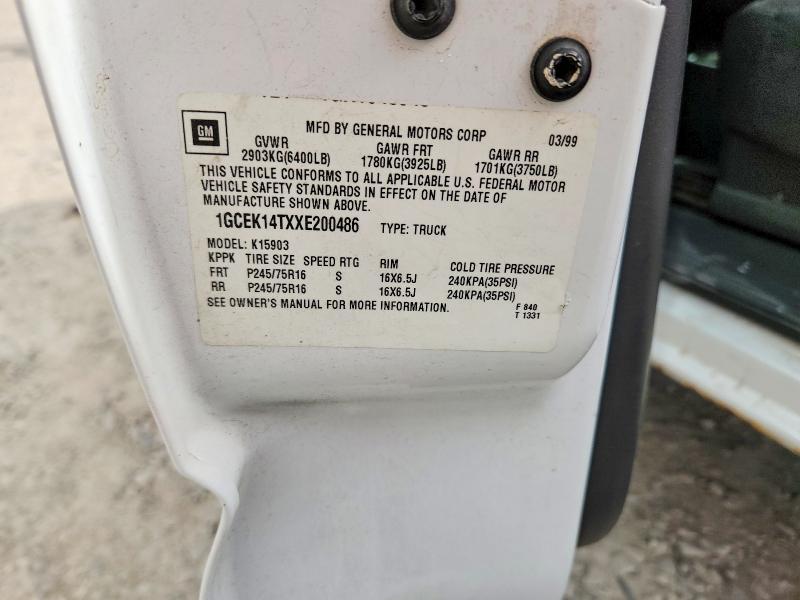 GM
MFD BY GENERAL MOTORS CORP 03/99
GVWR GAWR FRT GAWR RR
2903KG(6400LB) 1780KG(3925LB) 1701KG(3750LB)
THIS VEHICLE CONFORMS TO ALL APPLICABLE U.S. FEDERAL MOTOR
VEHICLE SAFETY STANDARDS IN EFFECT ON THE DATE OF
MANUFACTURE SHOWN ABOVE.
1GCEK14TXXE200486 TYPE: TRUCK
MODEL: K15903
KPPK TIRE SIZE SPEED RTG RIM COLD TIRE PRESSURE
FRT P245/75R16 S 16X6.5J 240KPA(35PSI)
RR P245/75R16 S 16X6.5J 240KPA(35PSI)
SEE OWNER'S MANUAL FOR MORE INFORMATION.
F 840
T 1331